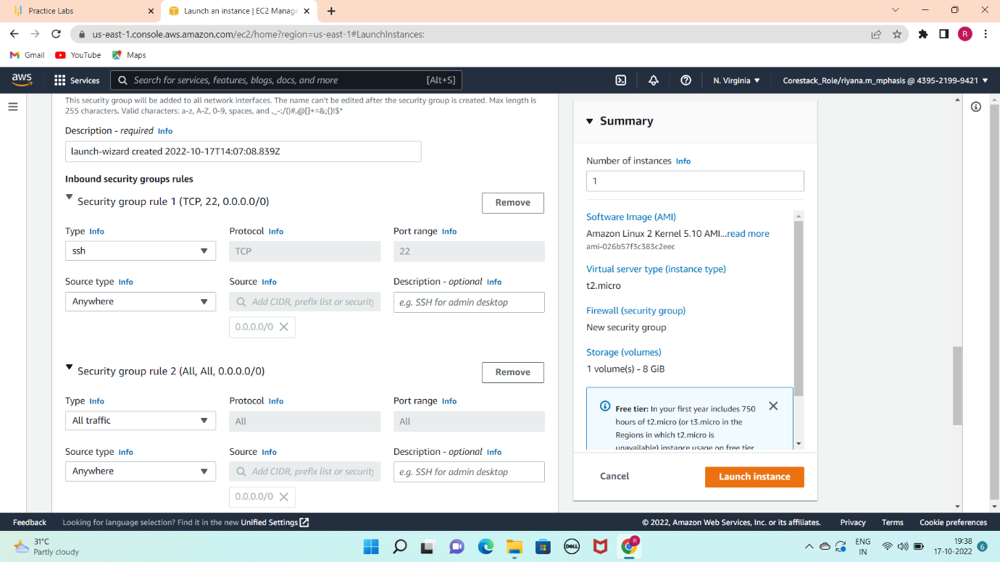 Practice Labs
Launch an instance | EC2 Manage
us-east-1.console.aws.amazon.com/ec2/home?region=us-east-1#LaunchInstances:
R
Gmail YouTube Maps
aws Services Search for services, features, blogs, docs, and more [Alt+S] N. Virginia Corestack_Role/riyana.m_mphasis @ 4395-2199-9421
This security group will be added to all network interfaces. The name can't be edited after the security group is created. Max length is
255 characters. Valid characters: a-z, A-Z, 0-9, spaces, and ._-:/()#,@[]+=&;{}!$*
Description - required Info
launch-wizard created 2022-10-17T14:07:08.839Z
Inbound security groups rules
Security group rule 1 (TCP, 22, 0.0.0.0/0) Remove
Type Info Protocol Info Port range Info
ssh TCP 22
Source type Info Source Info Description - optional Info
Anywhere Add CIDR, prefix list or security e.g. SSH for admin desktop
0.0.0.0/0
Security group rule 2 (All, All, 0.0.0.0/0) Remove
Type Info Protocol Info Port range Info
All traffic All All
Source type Info Source Info Description - optional Info
Anywhere Add CIDR, prefix list or security e.g. SSH for admin desktop
0.0.0.0/0
Summary
Number of instances Info
1
Software Image (AMI)
Amazon Linux 2 Kernel 5.10 AMI...read more
ami-026b57f3c383c2eec
Virtual server type (instance type)
t2.micro
Firewall (security group)
New security group
Storage (volumes)
1 volume(s) - 8 GiB
Free tier: In your first year includes 750
hours of t2.micro (or t3.micro in the
Regions in which t2.micro is
unavailable) instance usage on free tier
Cancel Launch instance
Feedback Looking for language selection? Find it in the new Unified Settings © 2022, Amazon Web Services, Inc. or its affiliates. Privacy Terms Cookie preferences
31°C
Partly cloudy
DELL
R
ENG
IN
19:38
17-10-2022
6